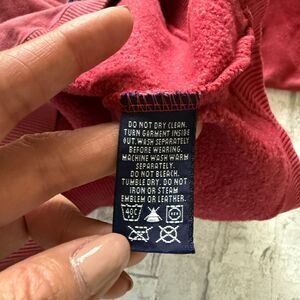 DO NOT DRY CLEAN.
TURN GARMENT INSIDE
OUT. WASH SEPARATELY
BEFORE WEARING.
MACHINE WASH WARM
SEPARATELY.
DO NOT BLEACH.
TUMBLE DRY. DO NOT
IRON OR STEAM
EMBLEM OR LEATHER.
40C